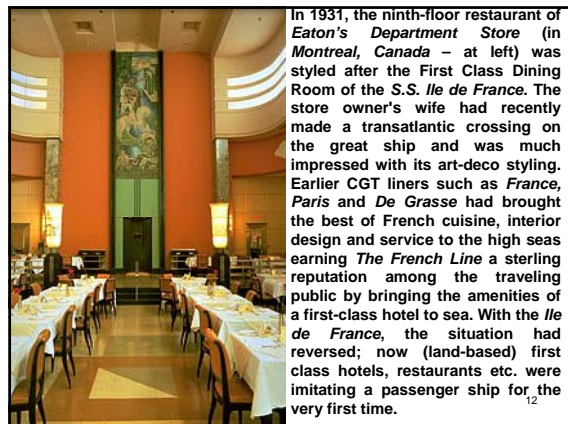 In 1931, the ninth-floor restaurant of
Eaton’s Department Store (in
Montreal, Canada – at left) was
styled after the First Class Dining
Room of the S.S. Ile de France. The
store owner's wife had recently
made a transatlantic crossing on
the great ship and was much
impressed with its art-deco styling.
Earlier CGT liners such as France,
Paris and De Grasse had brought
the best of French cuisine, interior
design and service to the high seas
earning The French Line a sterling
reputation among the traveling
public by bringing the amenities of
a first-class hotel to sea. With the Ile
de France, the situation had
reversed; now (land-based) first
class hotels, restaurants etc. were
imitating a passenger ship for the
very first time.
12